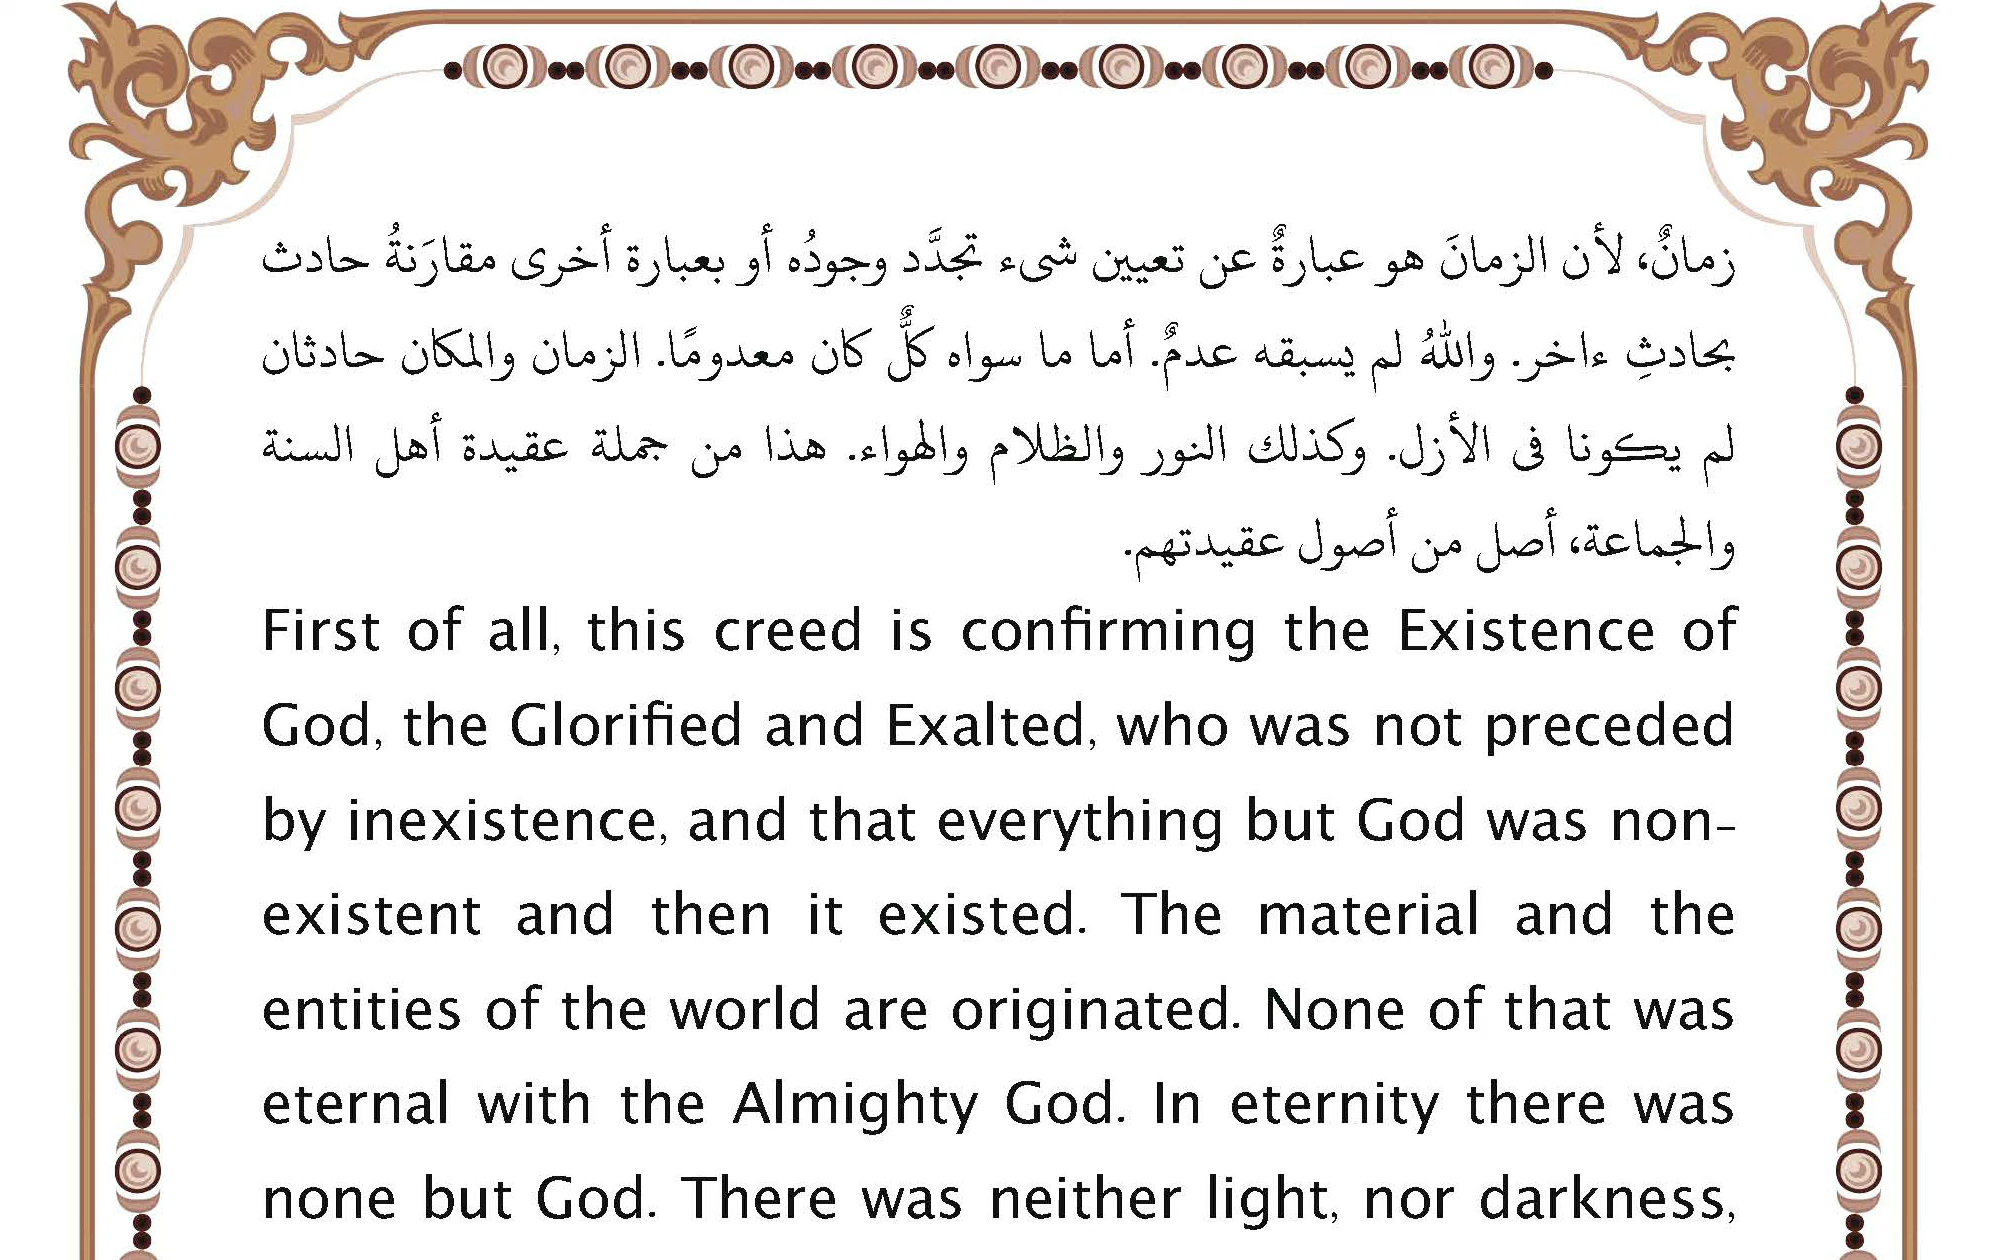 زمانٌ، لأن الزمانَ هو عبارةٌ عن تعيين شىء تجدَّد وجودُه أو بعبارة أخرى مقارَنةُ حادث
بحادثِ ءاخر. واللهُ لم يسبقه عدمٌ. أما ما سواه كلٌّ كان معدومًا. الزمان والمكان حادثان
لم يكونا فى الأزل. وكذلك النور والظلام والهواء. هذا من جملة عقيدة أهل السنة
والجماعة، أصل من أصول عقيدتهم.
First of all, this creed is confirming the Existence of
God, the Glorified and Exalted, who was not preceded
by inexistence, and that everything but God was non-
existent and then it existed. The material and the
entities of the world are originated. None of that was
eternal with the Almighty God. In eternity there was
none but God. There was neither light, nor darkness,